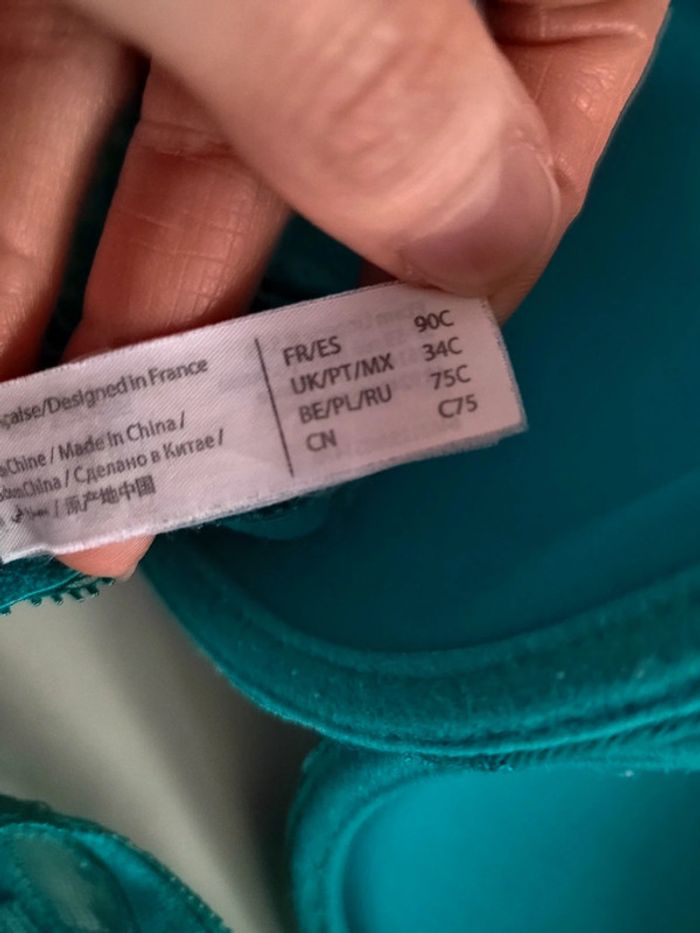 çaise/Designed in France
Chine / Made in China /
China / Сделано в Китае /
/ 原产地中国
FR/ES 90C
UK/PT/MX 34C
BE/PL/RU 75C
CN C75